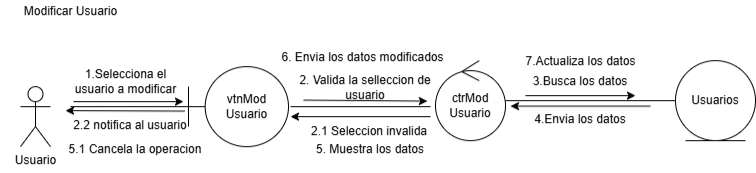 Modificar Usuario
1.Selecciona el
usuario a modificar
2.2 notifica al usuario
5.1 Cancela la operacion
Usuario
vtnMod
Usuario
6. Envia los datos modificados
2. Valida la selleccion de
usuario
2.1 Seleccion invalida
5. Muestra los datos
ctrMod
Usuario
7.Actualiza los datos
3.Busca los datos
4.Envia los datos
Usuarios